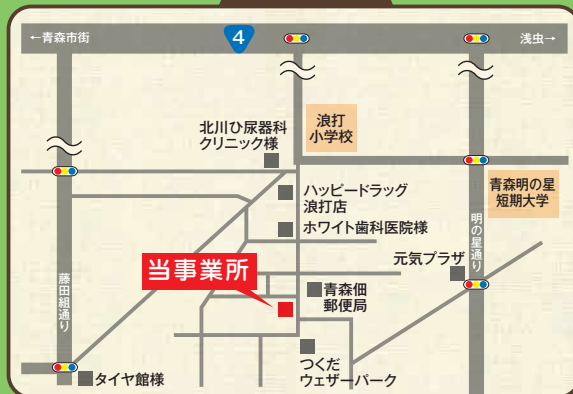 ←青森市街
4
浅虫→
北川ひ尿器科
クリニック様
浪打
小学校
ハッピードラッグ
浪打店
青森明の星
短期大学
ホワイト歯科医院様
明の星通り
元気プラザ
当事業所
藤田組通り
青森佃
郵便局
つくだ
ウェザーパーク
タイヤ館様